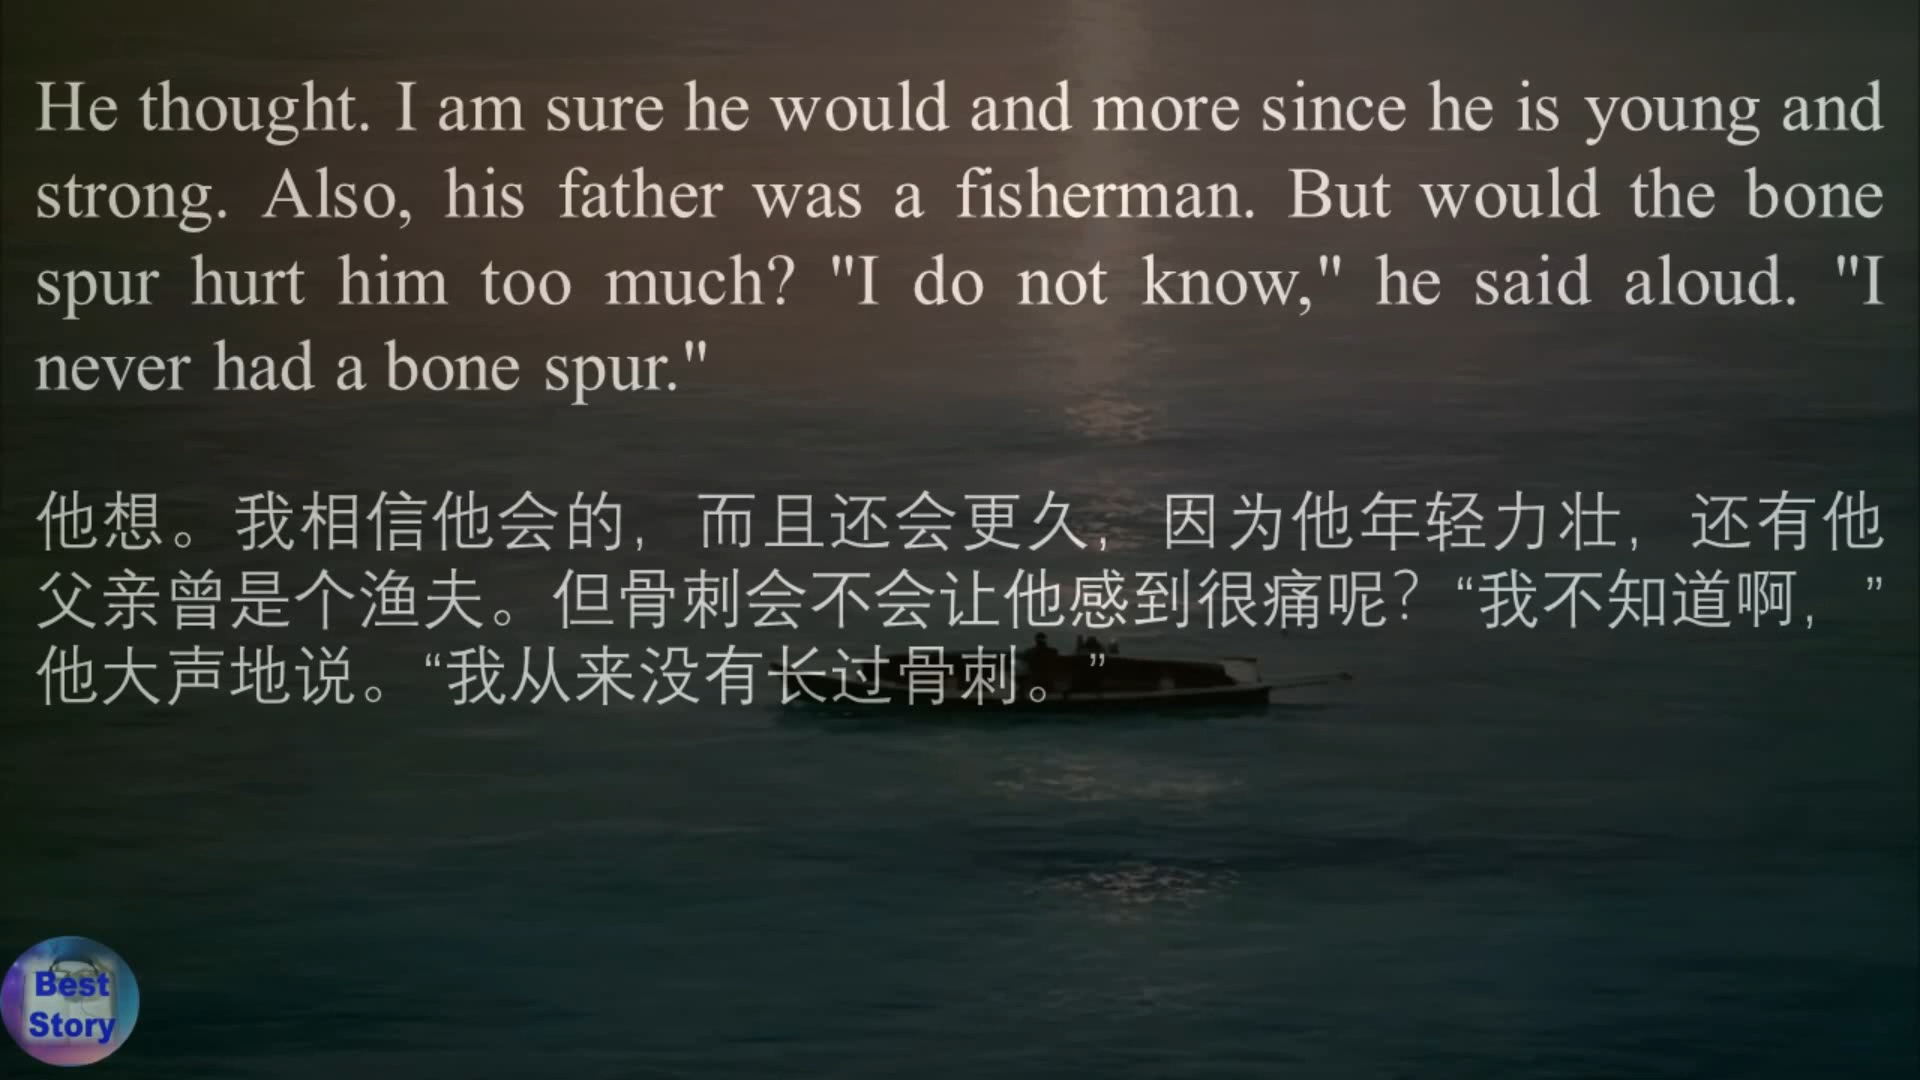 He thought. I am sure he would and more since he is young and
strong. Also, his father was a fisherman. But would the bone
spur hurt him too much? "I do not know," he said aloud. "I
never had a bone spur."
他想。我相信他会的，而且还会更久，因为他年轻力壮，还有他
父亲曾是个渔夫。但骨刺会不会让他感到很痛呢？“我不知道啊，”
他大声地说。“我从来没有长过骨刺。”
Best
Story